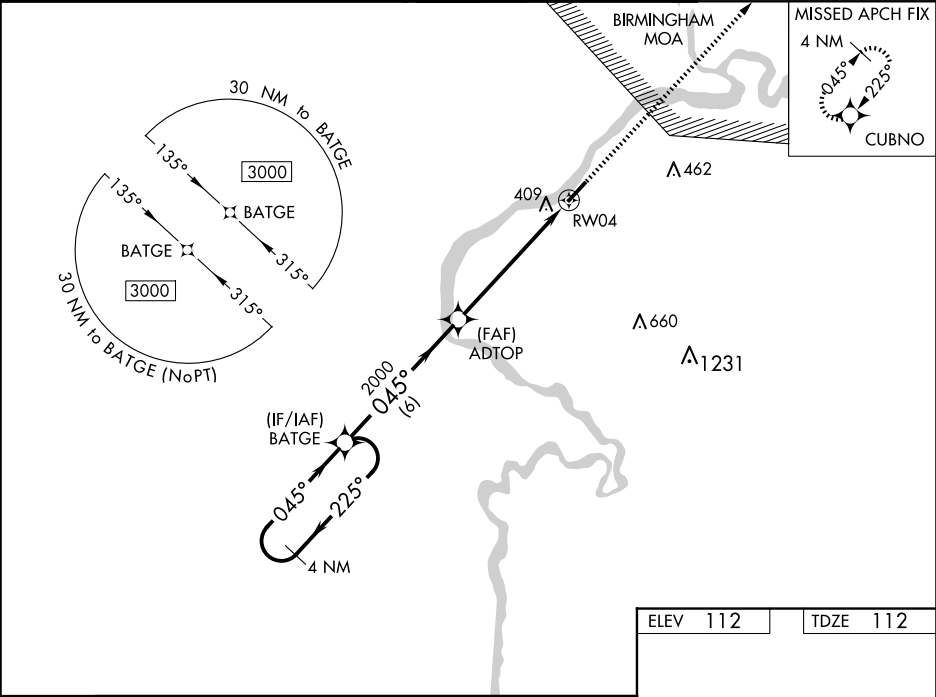 BIRMINGHAM
MOA
MISSED APCH FIX
4 NM
045°
225°
CUBNO
30 NM to BATGE
135°
3000
BATGE
315°
135°
BATGE
3000
315°
30 NM to BATGE (NoPT)
462
409
RW04
660
1231
(FAF)
ADTOP
2000
045°
(6)
(IF/IAF)
BATGE
045°
225°
4 NM
ELEV 112
TDZE 112